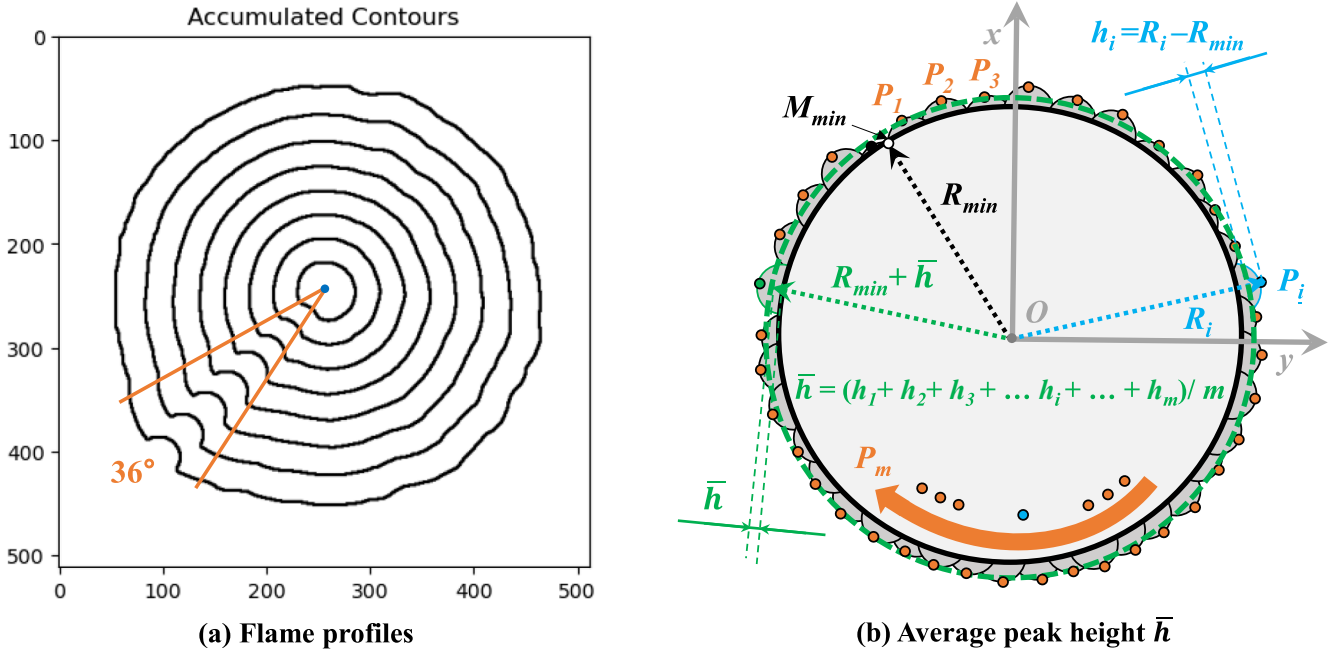 Accumulated Contours
0
100
200
300
400
500
0 100 200 300 400 500
36°
(a) Flame profiles
x
h_i = R_i – R_min
P_1
P_2
P_3
M_min
R_min
R_min + h̅
O
P_i
R_i
y
h̅ = (h_1 + h_2 + h_3 + ... h_i + ... + h_m) / m
P_m
h̅
(b) Average peak height h̅